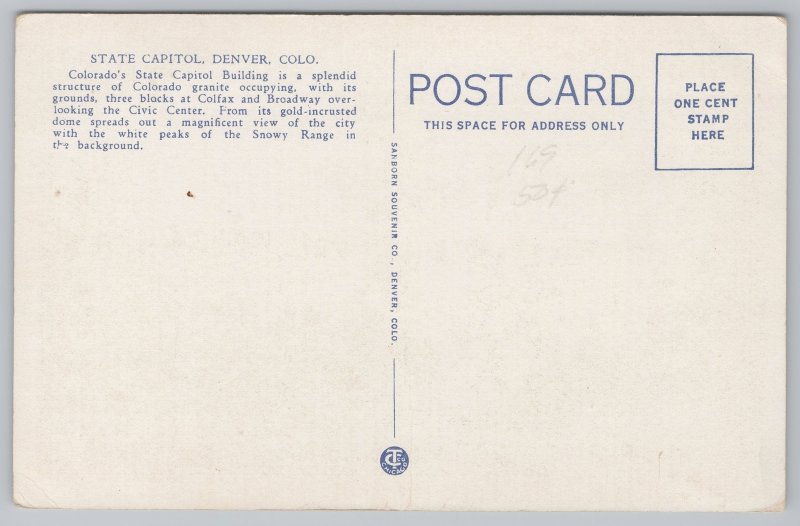 STATE CAPITOL, DENVER, COLO.
Colorado's State Capitol Building is a splendid
structure of Colorado granite occupying, with its
grounds, three blocks at Colfax and Broadway over-
looking the Civic Center. From its gold-incrusted
dome spreads out a magnificent view of the city
with the white peaks of the Snowy Range in
the background.
SANBORN SOUVENIR CO., DENVER, COLO.
POST CARD
THIS SPACE FOR ADDRESS ONLY
PLACE
ONE CENT
STAMP
HERE
169
CHICAGO